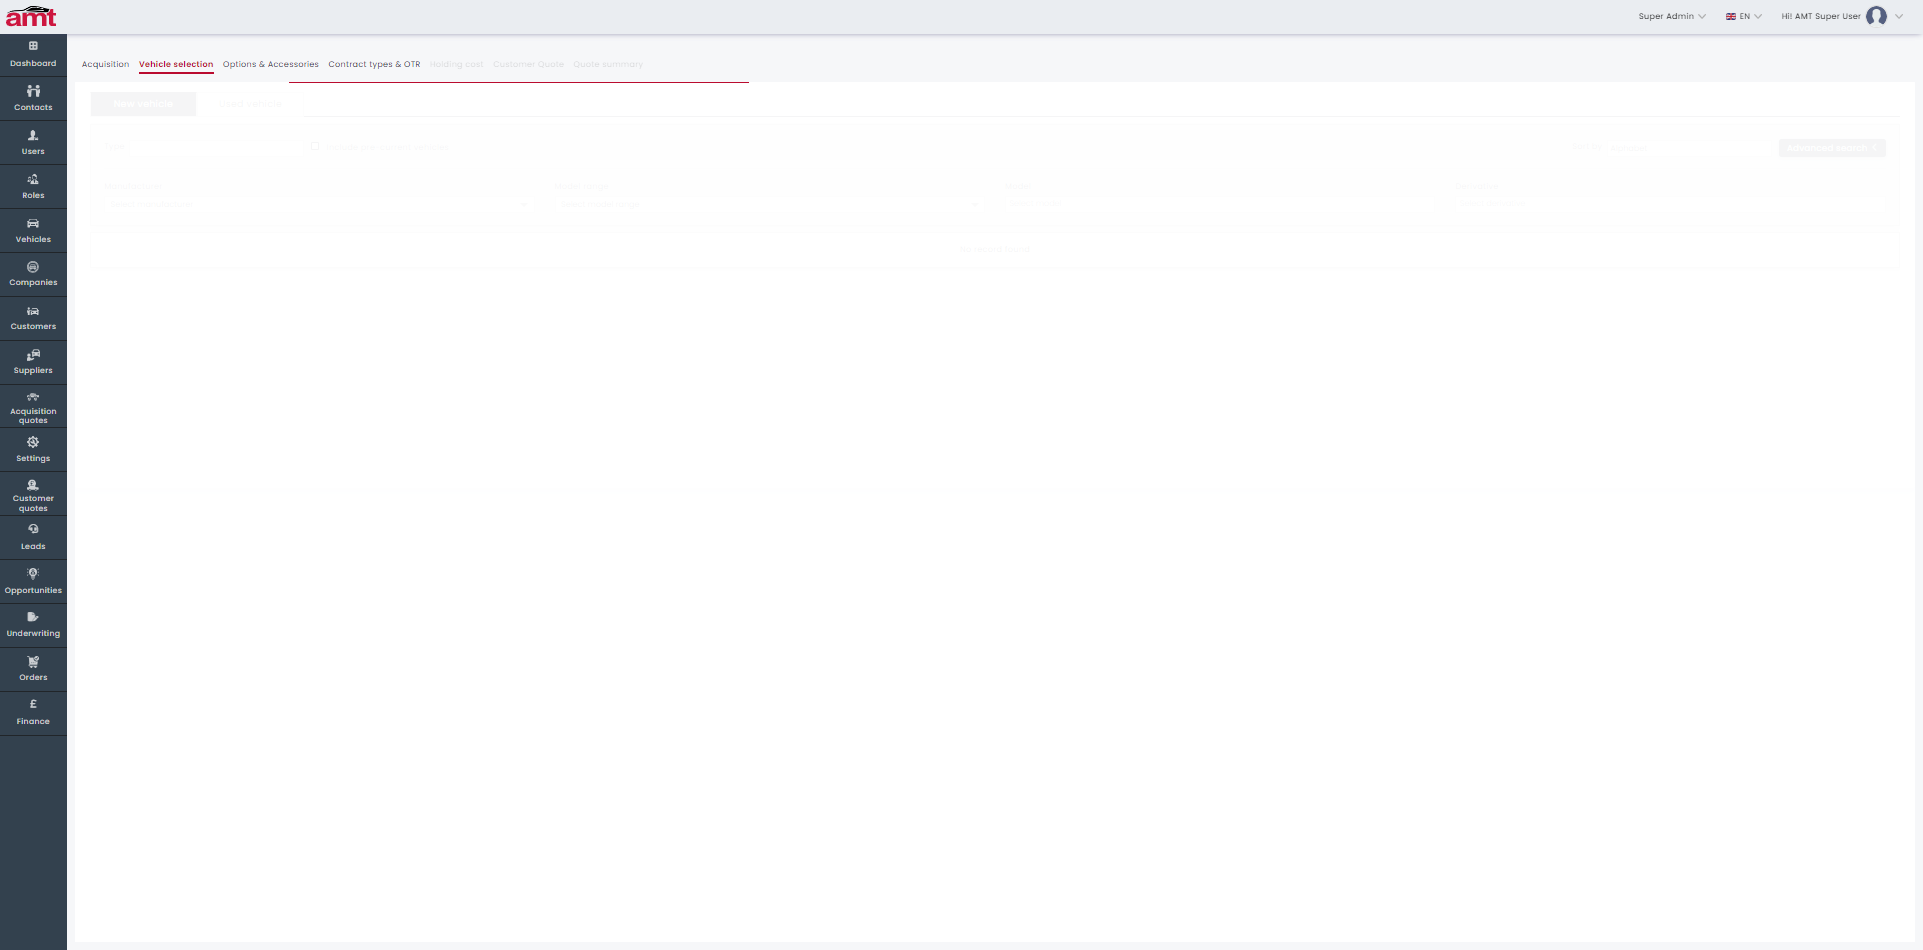 amt
Super Admin
EN
Hi! AMT Super User
Dashboard
Contacts
Users
Roles
Vehicles
Companies
Customers
Suppliers
Acquisition
quotes
Settings
Customer
quotes
Leads
Opportunities
Underwriting
Orders
Finance
Acquisition Vehicle selection Options & Accessories Contract types & OTR Holding cost Customer Quote Quote summary
New vehicle
Used vehicle
Advanced search